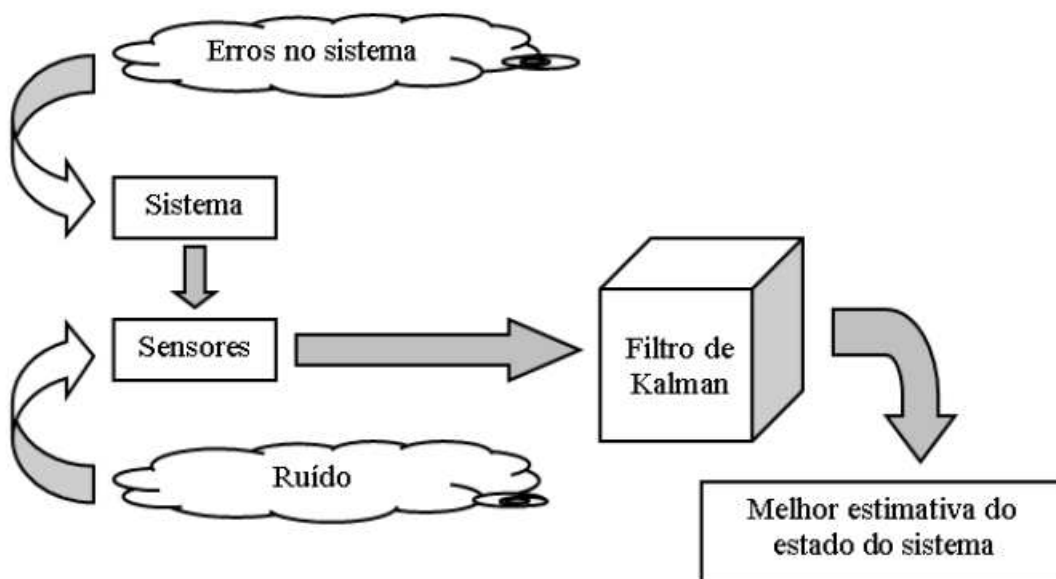 Erros no sistema
Sistema
Sensores
Filtro de
Kalman
Ruído
Melhor estimativa do
estado do sistema